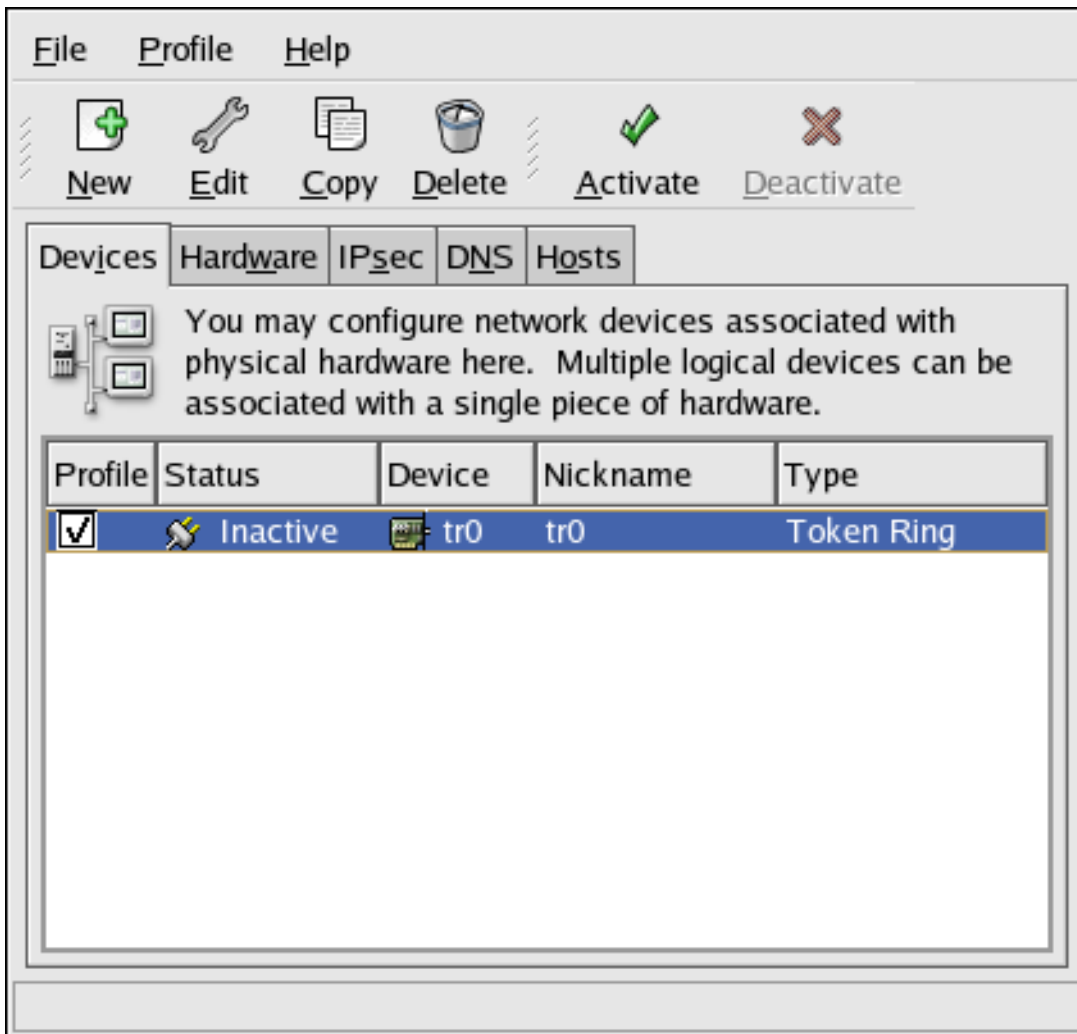 File Profile Help
New Edit Copy Delete Activate Deactivate
Devices Hardware IPsec DNS Hosts
You may configure network devices associated with
physical hardware here.  Multiple logical devices can be
associated with a single piece of hardware.
Profile Status Device Nickname Type
Inactive tr0 tr0 Token Ring